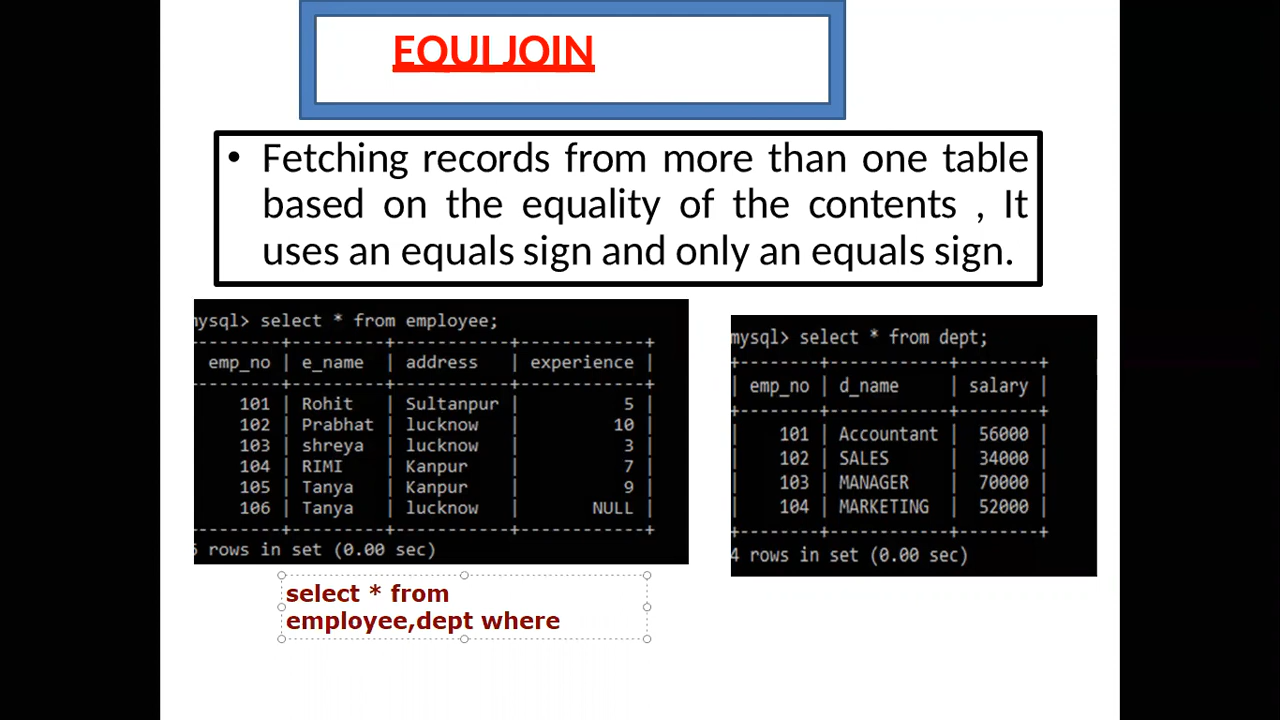 EQUI JOIN
• Fetching records from more than one table
based on the equality of the contents , It
uses an equals sign and only an equals sign.
mysql> select * from employee;
--------+---------+-----------+------------+
emp_no | e_name | address | experience |
--------+---------+-----------+------------+
101 | Rohit | Sultanpur | 5 |
102 | Prabhat | lucknow | 10 |
103 | shreya | lucknow | 3 |
104 | RIMI | Kanpur | 7 |
105 | Tanya | Kanpur | 9 |
106 | Tanya | lucknow | NULL |
--------+---------+-----------+------------+
6 rows in set (0.00 sec)
mysql> select * from dept;
+--------+------------+--------+
| emp_no | d_name | salary |
+--------+------------+--------+
| 101 | Accountant | 56000 |
| 102 | SALES | 34000 |
| 103 | MANAGER | 70000 |
| 104 | MARKETING | 52000 |
+--------+------------+--------+
4 rows in set (0.00 sec)
select * from
employee,dept where